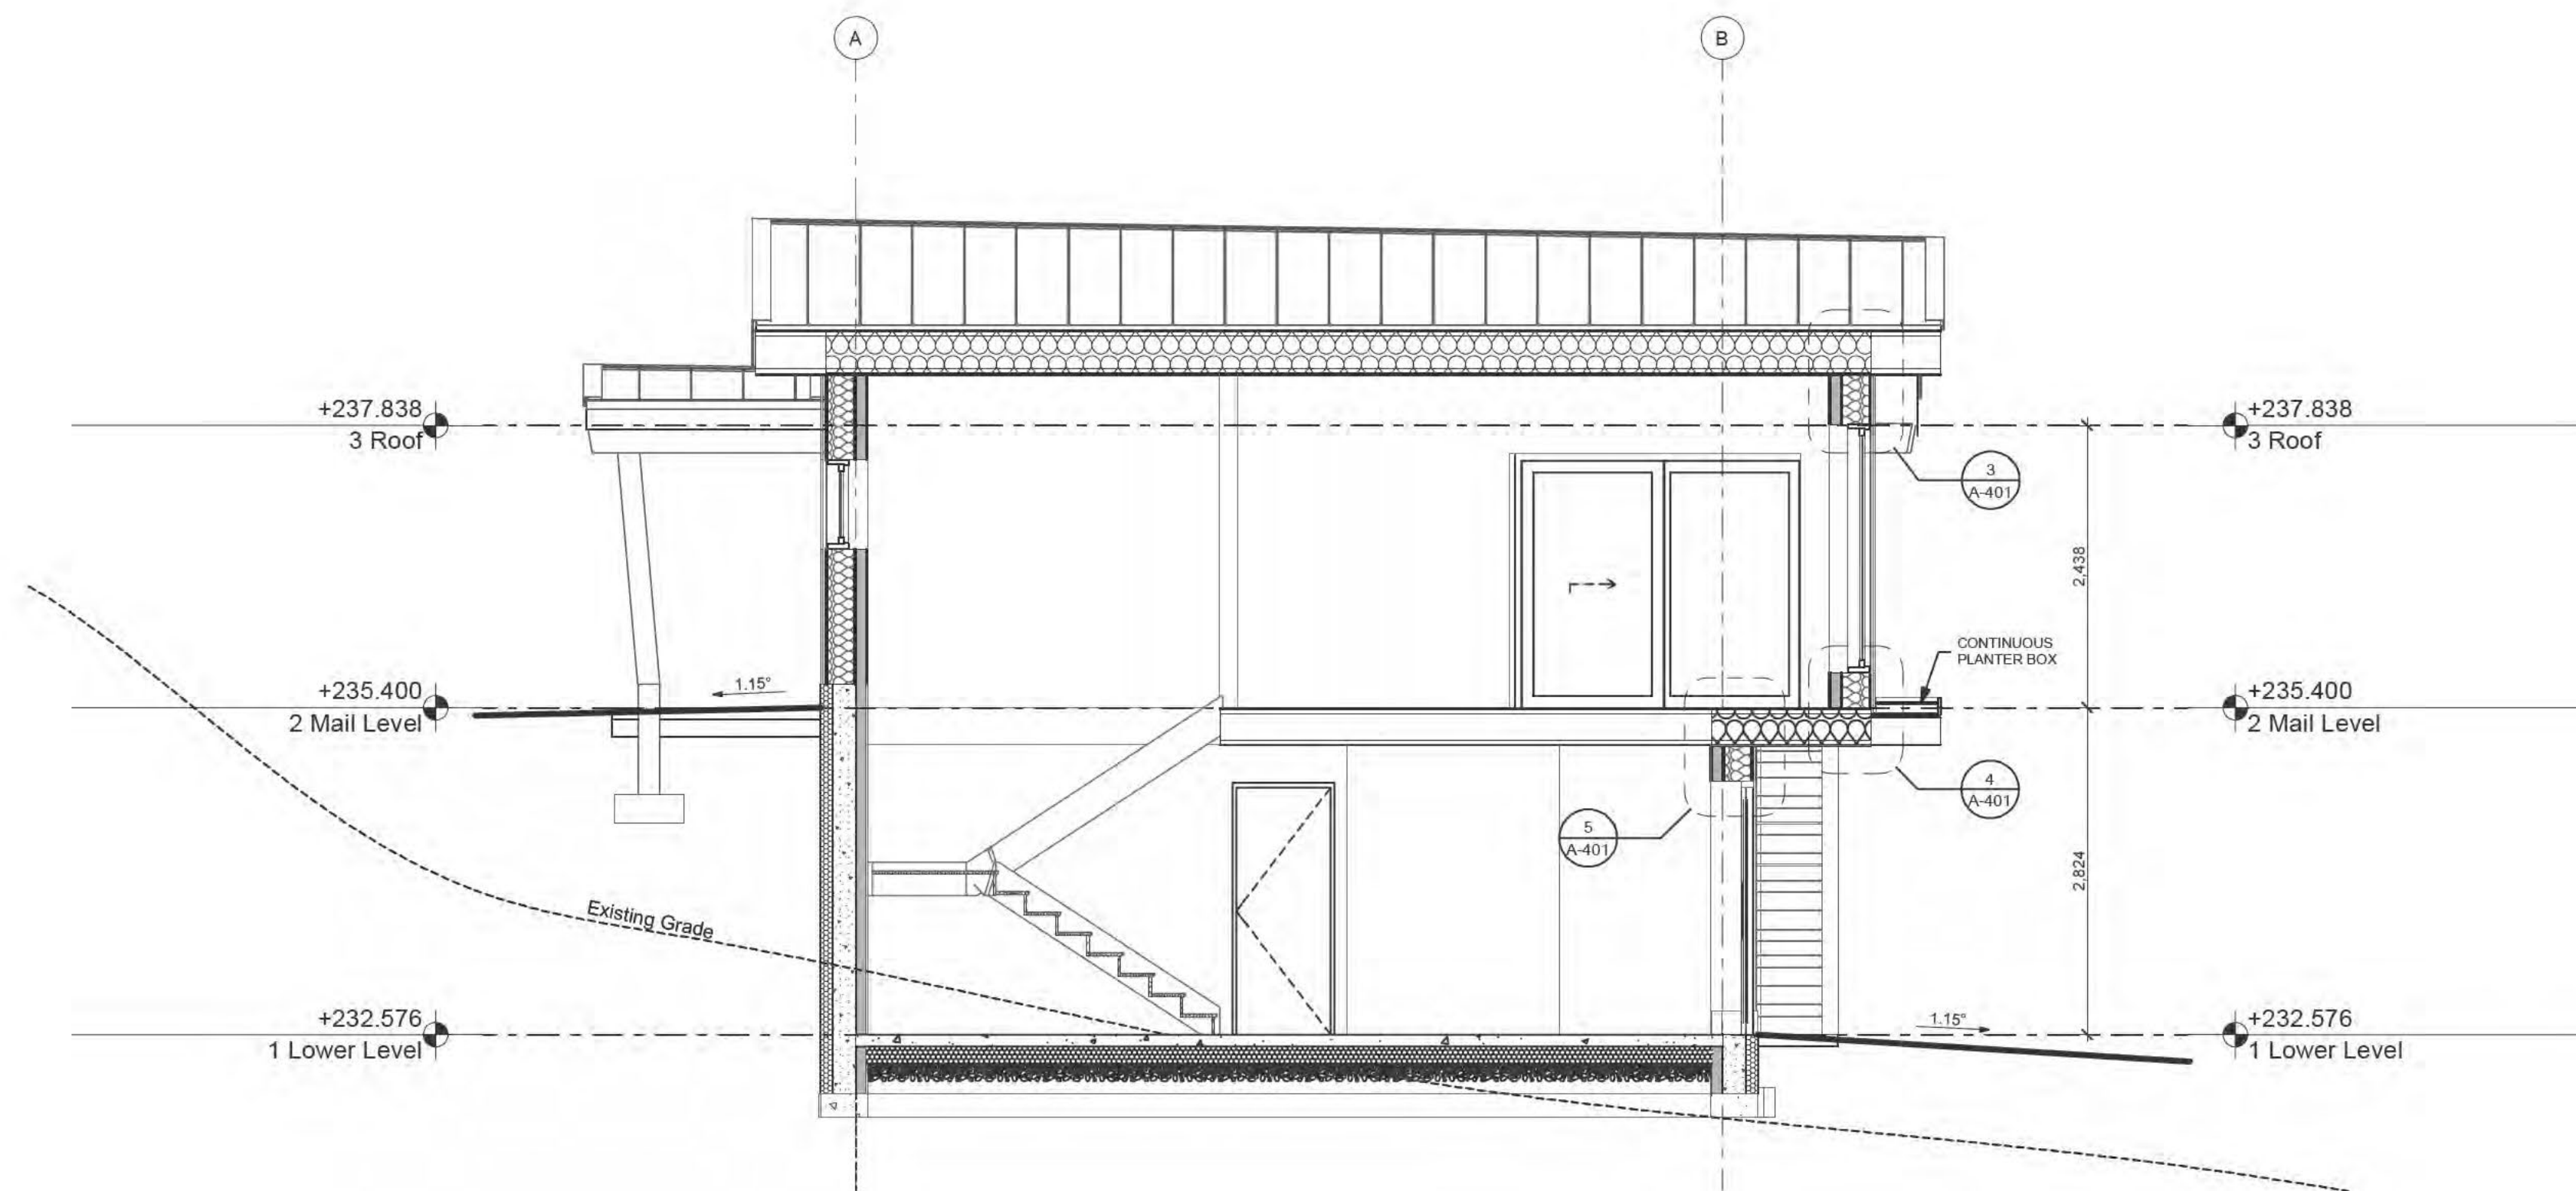 A
B
+237.838
3 Roof
+237.838
3 Roof
3
A-401
2,438
CONTINUOUS
PLANTER BOX
1.15°
+235.400
2 Mail Level
+235.400
2 Mail Level
4
A-401
5
A-401
2,824
Existing Grade
+232.576
1 Lower Level
1.15°
+232.576
1 Lower Level